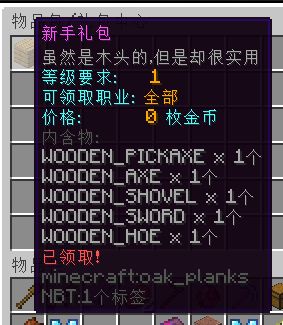 新手礼包
虽然是木头的,但是却很实用
等级要求: 1
可领取职业: 全部
价格: 0 枚金币
内含物:
WOODEN_PICKAXE x 1个
WOODEN_AXE x 1个
WOODEN_SHOVEL x 1个
WOODEN_SWORD x 1个
WOODEN_HOE x 1个
已领取!
minecraft:oak_planks
NBT:1个标签
物品